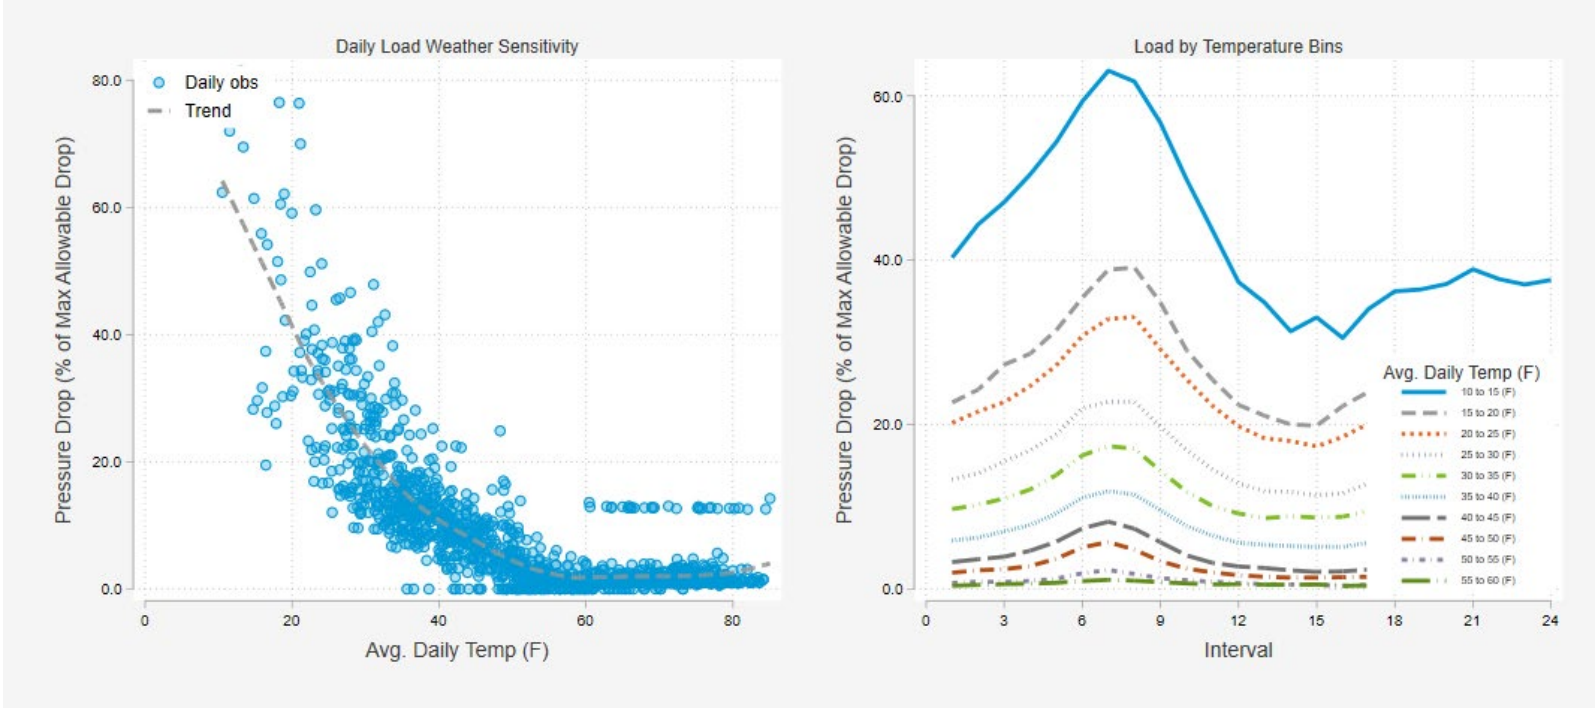 Daily Load Weather Sensitivity
Pressure Drop (% of Max Allowable Drop)
80.0
60.0
40.0
20.0
0.0
Daily obs
Trend
0 20 40 60 80
Avg. Daily Temp (F)
Load by Temperature Bins
Pressure Drop (% of Max Allowable Drop)
60.0
40.0
20.0
0.0
Avg. Daily Temp (F)
10 to 15 (F)
15 to 20 (F)
20 to 25 (F)
25 to 30 (F)
30 to 35 (F)
35 to 40 (F)
40 to 45 (F)
45 to 50 (F)
50 to 55 (F)
55 to 60 (F)
0 3 6 9 12 15 18 21 24
Interval